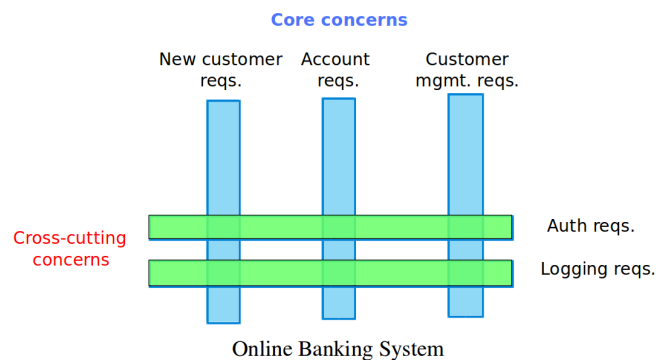 Core concerns
New customer
reqs.
Account
reqs.
Customer
mgmt. reqs.
Cross-cutting
concerns
Auth reqs.
Logging reqs.
Online Banking System